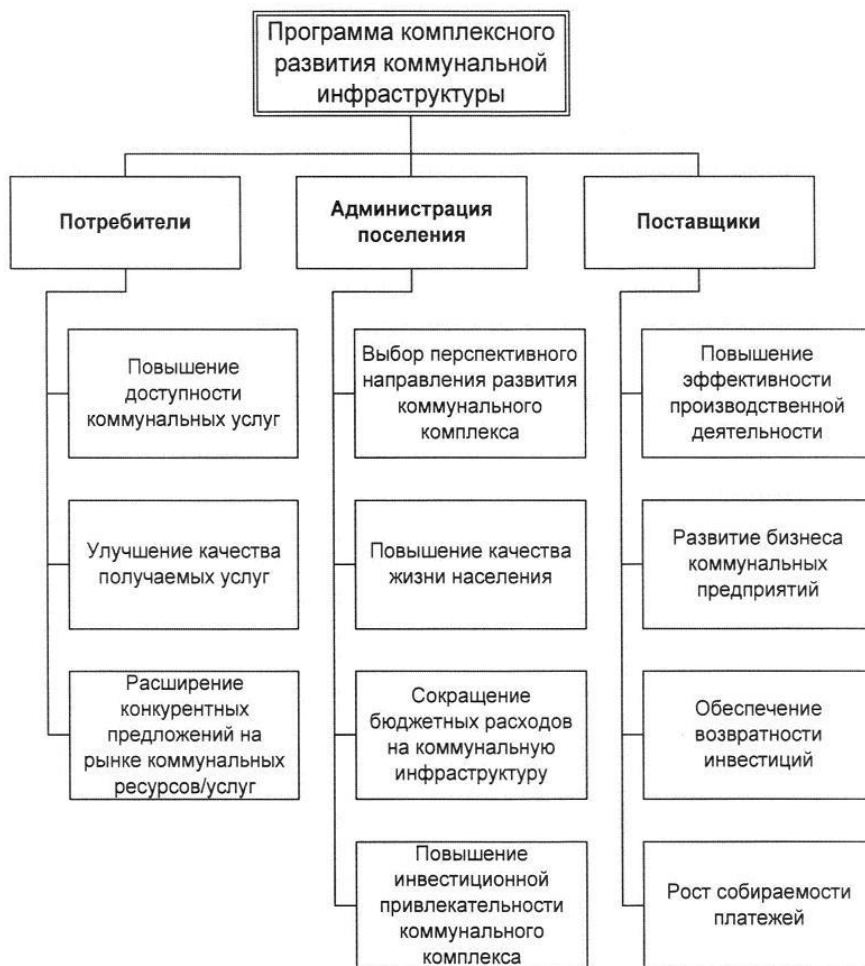 Программа комплексного
развития коммунальной
инфраструктуры
Потребители
Администрация
поселения
Поставщики
Повышение
доступности
коммунальных услуг
Улучшение качества
получаемых услуг
Расширение
конкурентных
предложений на
рынке коммунальных
ресурсов/услуг
Выбор перспективного
направления развития
коммунального
комплекса
Повышение качества
жизни населения
Сокращение
бюджетных расходов
на коммунальную
инфраструктуру
Повышение
инвестиционной
привлекательности
коммунального
комплекса
Повышение
эффективности
производственной
деятельности
Развитие бизнеса
коммунальных
предприятий
Обеспечение
возвратности
инвестиций
Рост собираемости
платежей